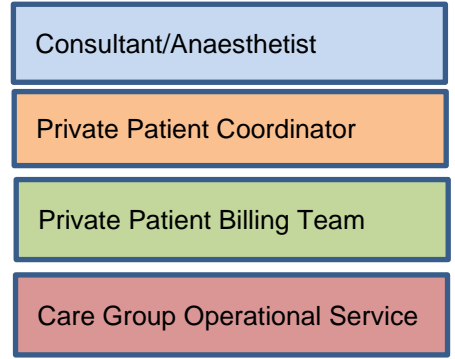 Consultant/Anaesthetist
Private Patient Coordinator
Private Patient Billing Team
Care Group Operational Service